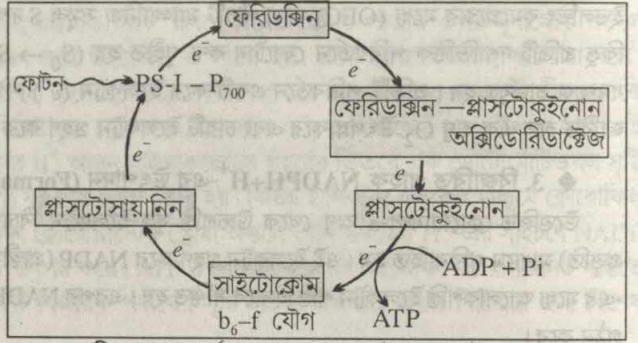 ফেরিডক্সিন
e⁻
e⁻
ফোটন
PS-I — P₇₀₀
ফেরিডক্সিন — প্লাসটোকুইনোন
অক্সিডোরিডাক্টেজ
e⁻
e⁻
প্লাসটোসায়ানিন
প্লাসটোকুইনোন
e⁻
e⁻
ADP + Pi
সাইটোক্রোম
b₆–f যৌগ
ATP